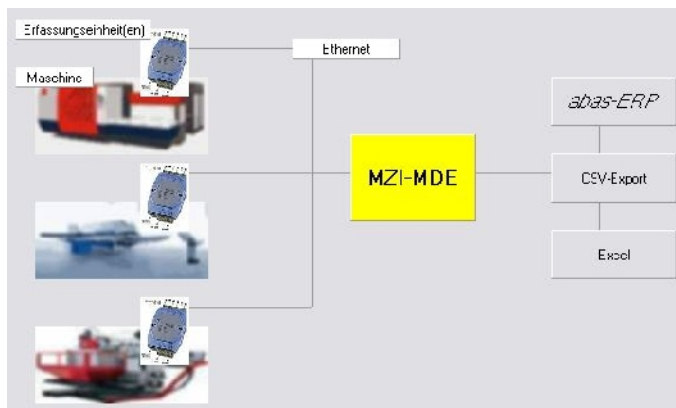 Erfassungseinheit(en)
Ethernet
Maschine
abas-ERP
MZI-MDE
CSV-Export
Excel